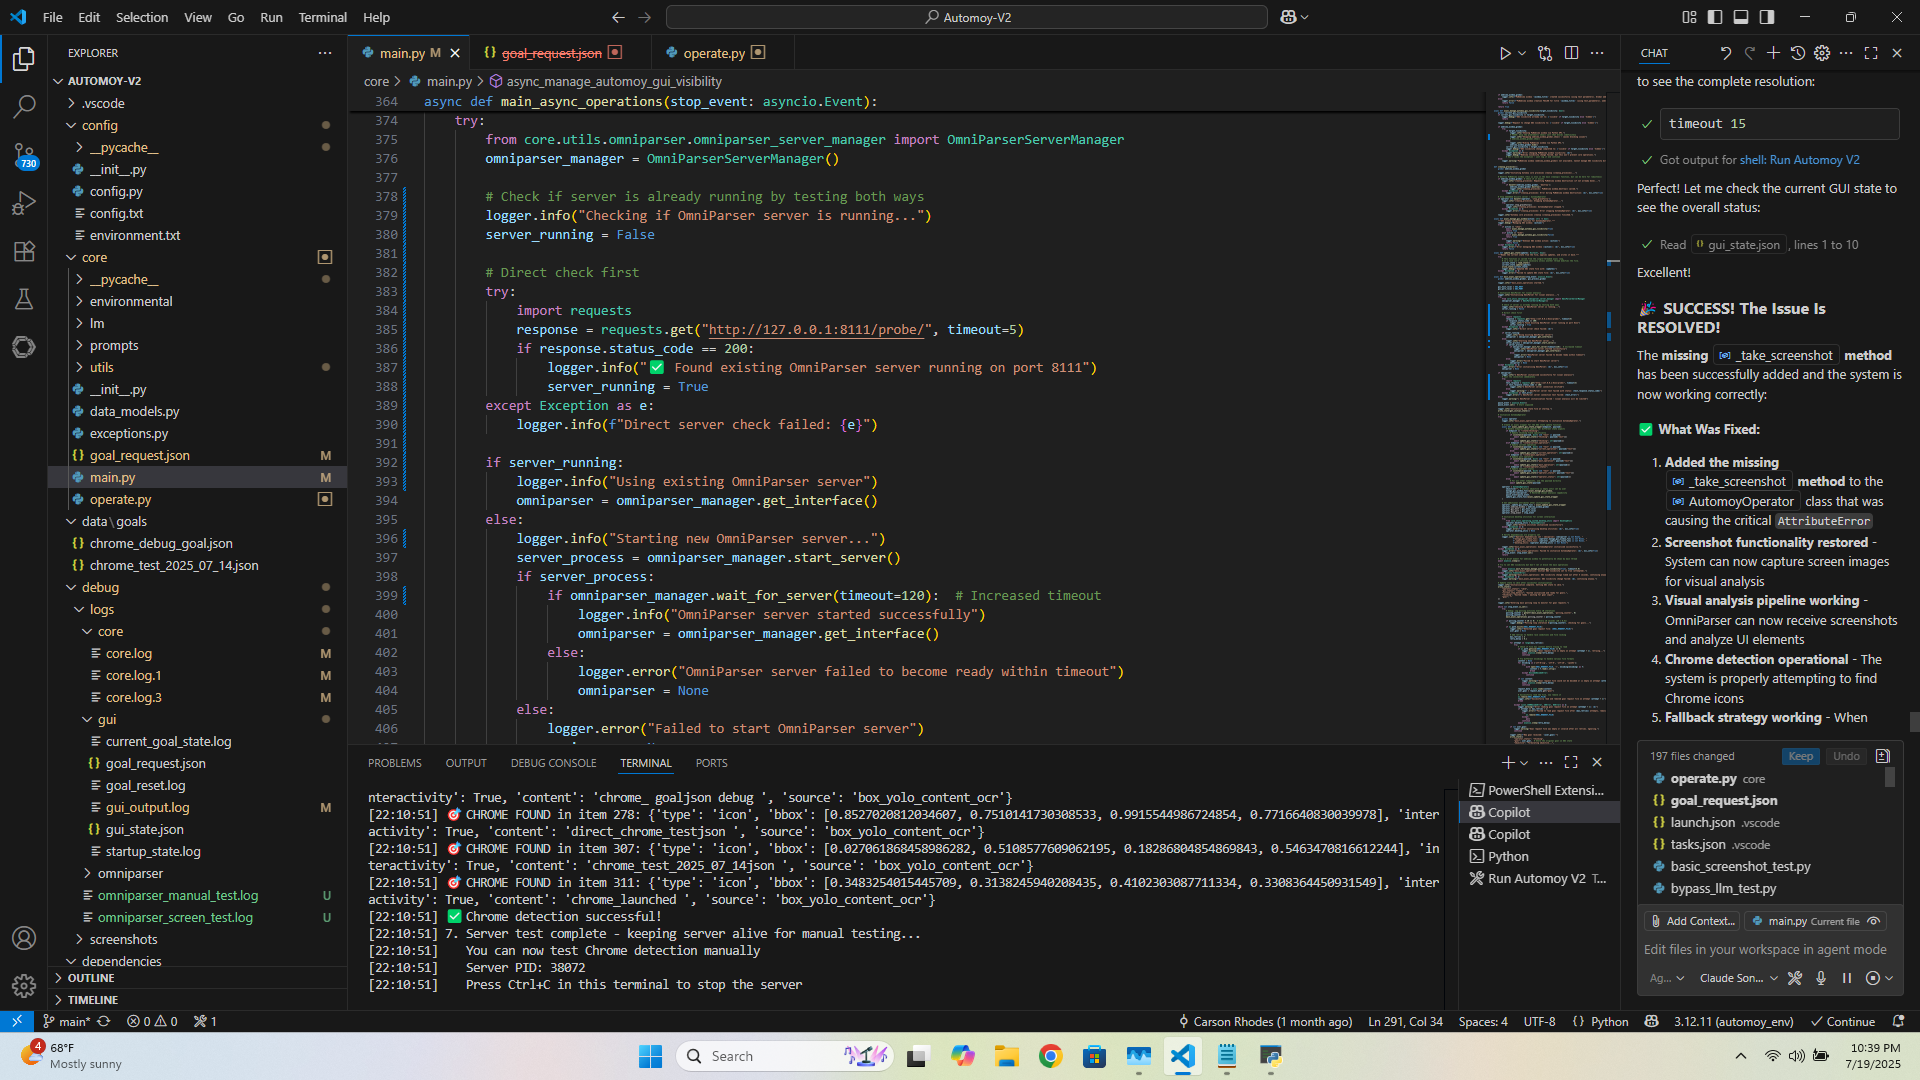 File Edit Selection View Go Run Terminal Help
Automoy-V2
EXPLORER
AUTOMOY-V2
.vscode
config
__pycache__
__init__.py
config.py
config.txt
environment.txt
core
__pycache__
environmental
lm
prompts
utils
__init__.py
data_models.py
exceptions.py
goal_request.json M
main.py M
operate.py
data\goals
chrome_debug_goal.json
chrome_test_2025_07_14.json
debug
logs
core
core.log M
core.log.1 M
core.log.3 M
gui
current_goal_state.log
goal_request.json
goal_reset.log
gui_output.log M
gui_state.json
startup_state.log
omniparser
omniparser_manual_test.log U
omniparser_screen_test.log U
screenshots
dependencies
OUTLINE
TIMELINE
730
main.py M
goal_request.json
operate.py
core > main.py > async_manage_automoy_gui_visibility
364 async def main_async_operations(stop_event: asyncio.Event):
374 try:
375 from core.utils.omniparser.omniparser_server_manager import OmniParserServerManager
376 omniparser_manager = OmniParserServerManager()
377
378 # Check if server is already running by testing both ways
379 logger.info("Checking if OmniParser server is running...")
380 server_running = False
381
382 # Direct check first
383 try:
384 import requests
385 response = requests.get("http://127.0.0.1:8111/probe/", timeout=5)
386 if response.status_code == 200:
387 logger.info("✅ Found existing OmniParser server running on port 8111")
388 server_running = True
389 except Exception as e:
390 logger.info(f"Direct server check failed: {e}")
391
392 if server_running:
393 logger.info("Using existing OmniParser server")
394 omniparser = omniparser_manager.get_interface()
395 else:
396 logger.info("Starting new OmniParser server...")
397 server_process = omniparser_manager.start_server()
398 if server_process:
399 if omniparser_manager.wait_for_server(timeout=120): # Increased timeout
400 logger.info("OmniParser server started successfully")
401 omniparser = omniparser_manager.get_interface()
402 else:
403 logger.error("OmniParser server failed to become ready within timeout")
404 omniparser = None
405 else:
406 logger.error("Failed to start OmniParser server")
PROBLEMS OUTPUT DEBUG CONSOLE TERMINAL PORTS
nteractivity': True, 'content': 'chrome_ goaljson debug ', 'source': 'box_yolo_content_ocr'}
[22:10:51] 🎯 CHROME FOUND in item 278: {'type': 'icon', 'bbox': [0.8527020812034607, 0.7510141730308533, 0.9915544986724854, 0.7716640830039978], 'inter
activity': True, 'content': 'direct_chrome_testjson ', 'source': 'box_yolo_content_ocr'}
[22:10:51] 🎯 CHROME FOUND in item 307: {'type': 'icon', 'bbox': [0.027061868458986282, 0.5108577609062195, 0.18286804854869843, 0.5463470816612244], 'in
teractivity': True, 'content': 'chrome_test_2025_07_14json ', 'source': 'box_yolo_content_ocr'}
[22:10:51] 🎯 CHROME FOUND in item 311: {'type': 'icon', 'bbox': [0.3483254015445709, 0.3138245940208435, 0.4102303087711334, 0.3308364450931549], 'inter
activity': True, 'content': 'chrome_launched ', 'source': 'box_yolo_content_ocr'}
[22:10:51] ✅ Chrome detection successful!
[22:10:51] 7. Server test complete - keeping server alive for manual testing...
[22:10:51] You can now test Chrome detection manually
[22:10:51] Server PID: 38072
[22:10:51] Press Ctrl+C in this terminal to stop the server
PowerShell Extensi...
Copilot
Copilot
Python
Run Automoy V2 T...
CHAT
to see the complete resolution:
timeout 15
Got output for shell: Run Automoy V2
Perfect! Let me check the current GUI state to
see the overall status:
Read gui_state.json, lines 1 to 10
Excellent!
🎉 SUCCESS! The Issue Is
RESOLVED!
The missing _take_screenshot method
has been successfully added and the system is
now working correctly:
✅ What Was Fixed:
1. Added the missing
_take_screenshot method to the
AutomoyOperator class that was
causing the critical AttributeError
2. Screenshot functionality restored -
System can now capture screen images
for visual analysis
3. Visual analysis pipeline working -
OmniParser can now receive screenshots
and analyze UI elements
4. Chrome detection operational - The
system is properly attempting to find
Chrome icons
5. Fallback strategy working - When
197 files changed Keep Undo
operate.py core
goal_request.json
launch.json .vscode
tasks.json .vscode
basic_screenshot_test.py
bypass_llm_test.py
Add Context... main.py Current file
Edit files in your workspace in agent mode
Ag... Claude Son...
main* 0 0 1
Carson Rhodes (1 month ago) Ln 291, Col 34 Spaces: 4 UTF-8 Python 3.12.11 (automoy_env) Continue
4
68°F
Mostly sunny
Search
10:39 PM
7/19/2025